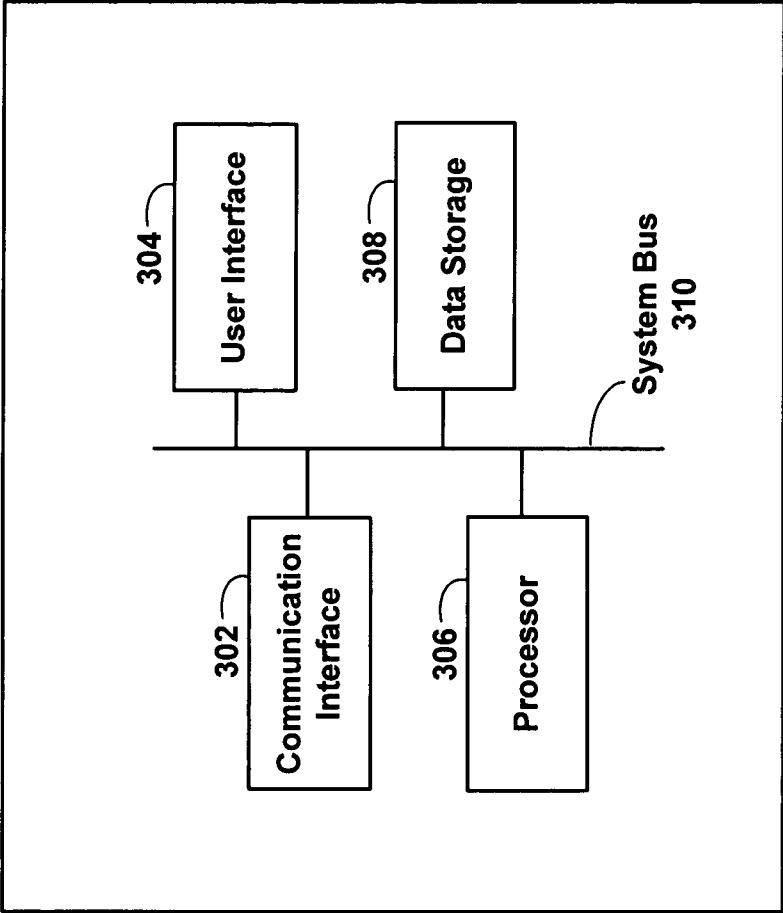 302
Communication
Interface
304
User Interface
306
Processor
308
Data Storage
System Bus
310